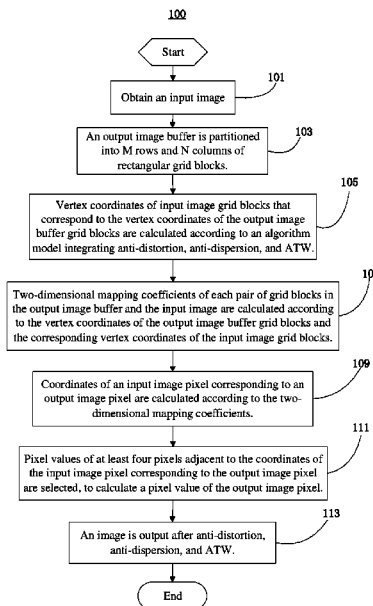 100
Start
101
Obtain an input image
103
An output image buffer is partitioned
into M rows and N columns of
rectangular grid blocks.
105
Vertex coordinates of input image grid blocks that
correspond to the vertex coordinates of the output image
buffer grid blocks are calculated according to an algorithm
model integrating anti-distortion, anti-dispersion, and ATW.
10
Two-dimensional mapping coefficients of each pair of grid blocks in
the output image buffer and the input image are calculated according
to the vertex coordinates of the output image buffer grid blocks and
the corresponding vertex coordinates of the input image grid blocks.
109
Coordinates of an input image pixel corresponding to an
output image pixel are calculated according to the two-
dimensional mapping coefficients.
111
Pixel values of at least four pixels adjacent to the coordinates of
the input image pixel corresponding to the output image pixel
are selected, to calculate a pixel value of the output image pixel.
113
An image is output after anti-distortion,
anti-dispersion, and ATW.
End